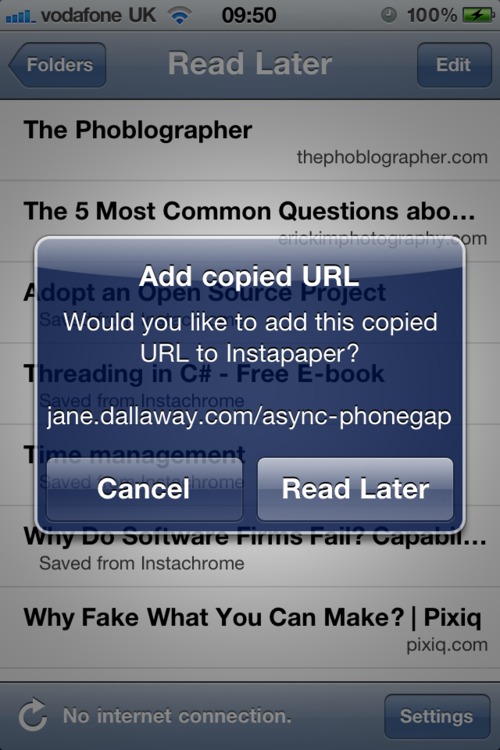 vodafone UK 09:50 100%
Folders Read Later Edit
The Phoblographer
thephoblographer.com
The 5 Most Common Questions abo...
erickimphotography.com
Adopt an Open Source Project
Add copied URL
Would you like to add this copied
URL to Instapaper?
Threading in C# - Free E-book
Saved from Instachrome
jane.dallaway.com/async-phonegap
Time management
Saved from Instachrome
Cancel Read Later
Why Do Software Firms Fail? Capabil...
Saved from Instachrome
Why Fake What You Can Make? | Pixiq
pixiq.com
No internet connection. Settings